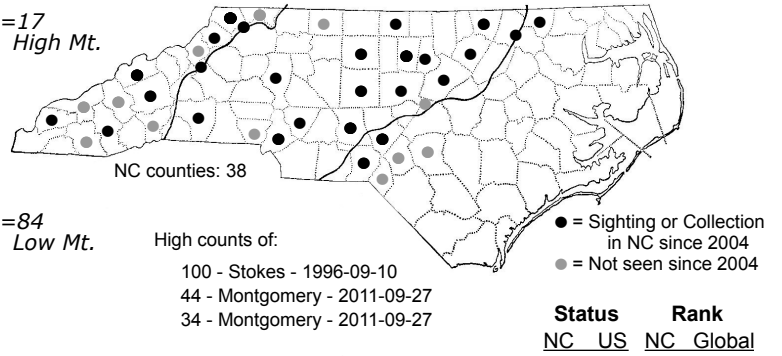 =17
High Mt.
NC counties: 38
=84
Low Mt.
High counts of:
100 - Stokes - 1996-09-10
44 - Montgomery - 2011-09-27
34 - Montgomery - 2011-09-27
= Sighting or Collection
in NC since 2004
= Not seen since 2004
Status Rank
NC US NC Global